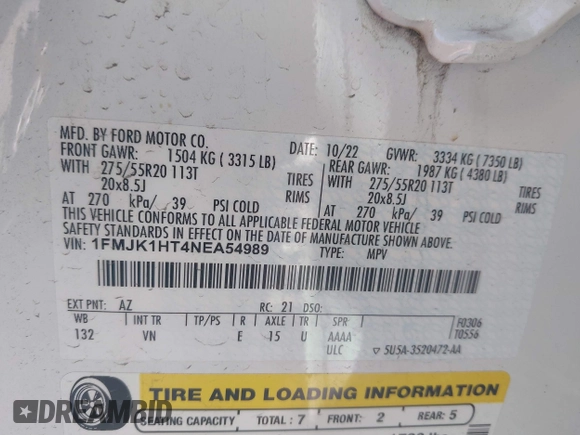 MFD. BY FORD MOTOR CO.
DATE: 10/22 GVWR: 3334 KG ( 7350 LB)
FRONT GAWR: 1504 KG ( 3315 LB) REAR GAWR: 1987 KG ( 4380 LB)
WITH 275/55R20 113T TIRES WITH 275/55R20 113T TIRES
20x8.5J RIMS 20x8.5J RIMS
AT 270 kPa/ 39 PSI COLD AT 270 kPa/ 39 PSI COLD
THIS VEHICLE CONFORMS TO ALL APPLICABLE FEDERAL MOTOR VEHICLE
SAFETY STANDARDS IN EFFECT ON THE DATE OF MANUFACTURE SHOWN ABOVE.
VIN: 1FMJK1HT4NEA54989 TYPE: MPV
EXT PNT: AZ RC: 21 DSO:
WB INT TR TP/PS R AXLE TR SPR F0306
132 VN E 15 U AAAA T0556
ULC ▽ 5U5A-3520472-AA
TIRE AND LOADING INFORMATION
SEATING CAPACITY TOTAL : 7 FRONT: 2 REAR: 5
DREAMBID